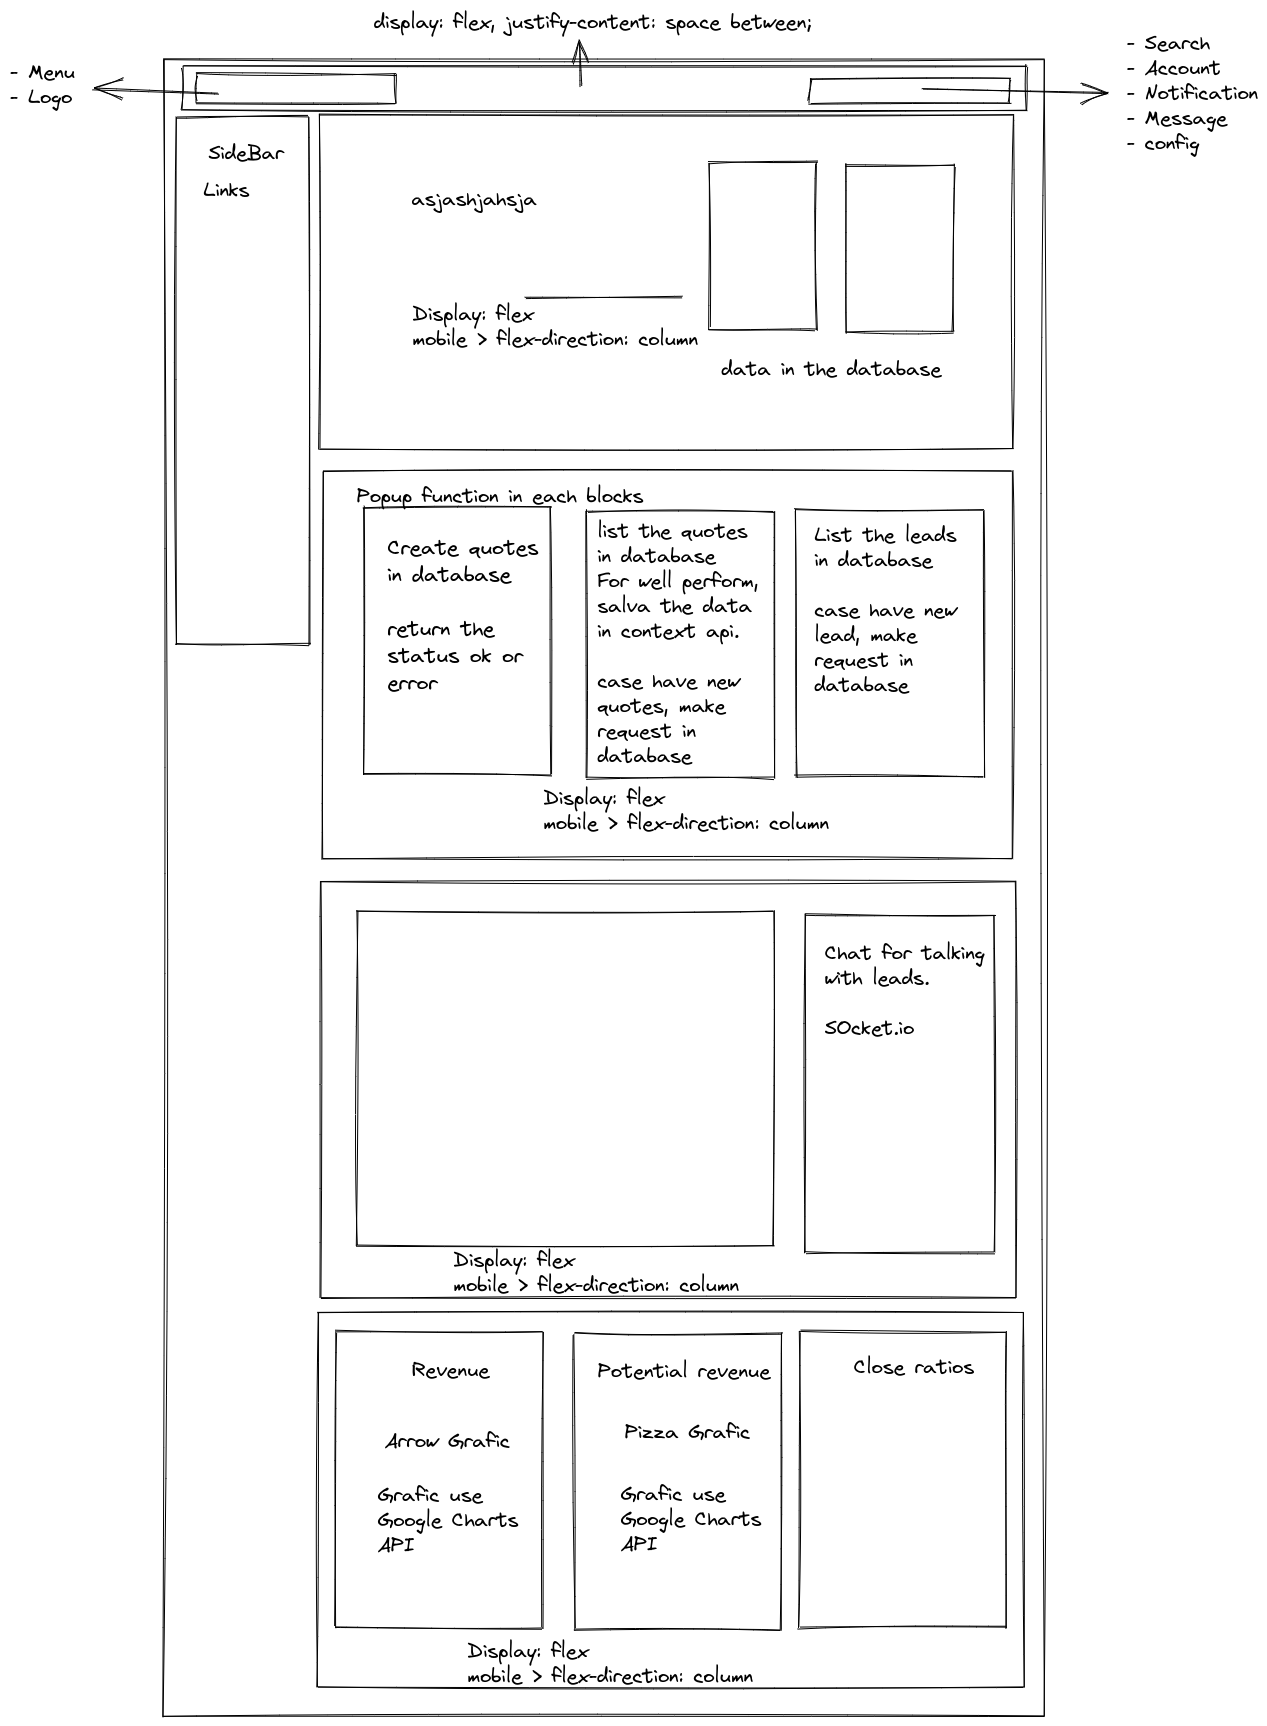 display: flex, justify-content: space between;
- Menu
- Logo
- Search
- Account
- Notification
- Message
- config
SideBar
Links
asjashjahsja
Display: flex
mobile > flex-direction: column
data in the database
Popup function in each blocks
Create quotes
in database
return the
status ok or
error
list the quotes
in database
For well perform,
salva the data
in context api.
case have new
quotes, make
request in
database
List the leads
in database
case have new
lead, make
request in
database
Display: flex
mobile > flex-direction: column
Chat for talking
with leads.
SOcket.io
Display: flex
mobile > flex-direction: column
Revenue
Arrow Grafic
Grafic use
Google Charts
API
Potential revenue
Pizza Grafic
Grafic use
Google Charts
API
Close ratios
Display: flex
mobile > flex-direction: column